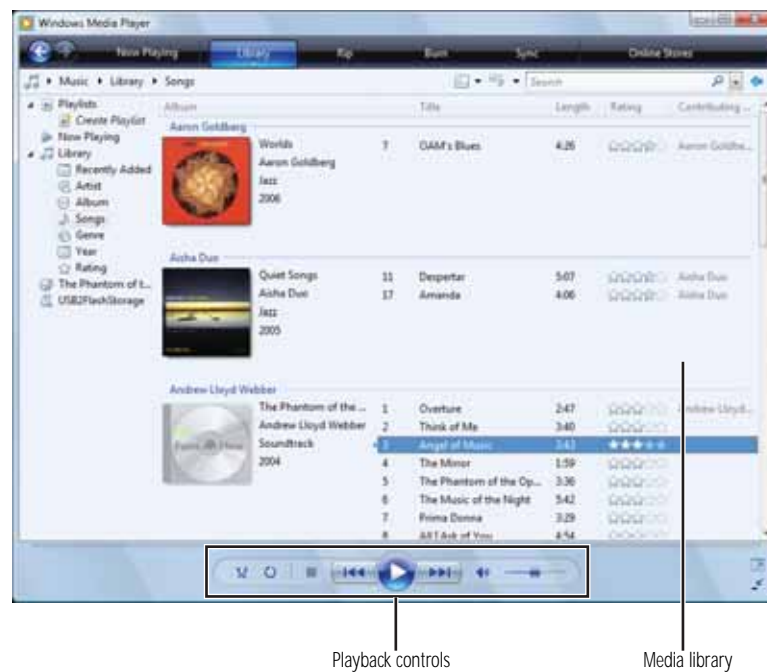 Windows Media Player
Now Playing Library Rip Burn Sync Online Stores
Music Library Songs Search
Playlists
Create Playlist
Now Playing
Library
Recently Added
Artist
Album
Songs
Genre
Year
Rating
The Phantom of t...
USB2FlashStorage
Album Title Length Rating Contributing ...
Aaron Goldberg
Worlds 7 OAM's Blues 4:26 Aaron Goldbe...
Aaron Goldberg
Jazz
2006
Aisha Duo
Quiet Songs 11 Despertar 5:07 Aisha Duo
Aisha Duo 17 Amanda 4:06 Aisha Duo
Jazz
2005
Andrew Lloyd Webber
The Phantom of the ... 1 Overture 2:47 Andrew Lloyd...
Andrew Lloyd Webber 2 Think of Me 3:40
Soundtrack 3 Angel of Music 2:43
2004 4 The Mirror 1:59
5 The Phantom of the Op... 3:36
6 The Music of the Night 5:42
7 Prima Donna 3:29
8 All I Ask of You 4:54
Playback controls
Media library